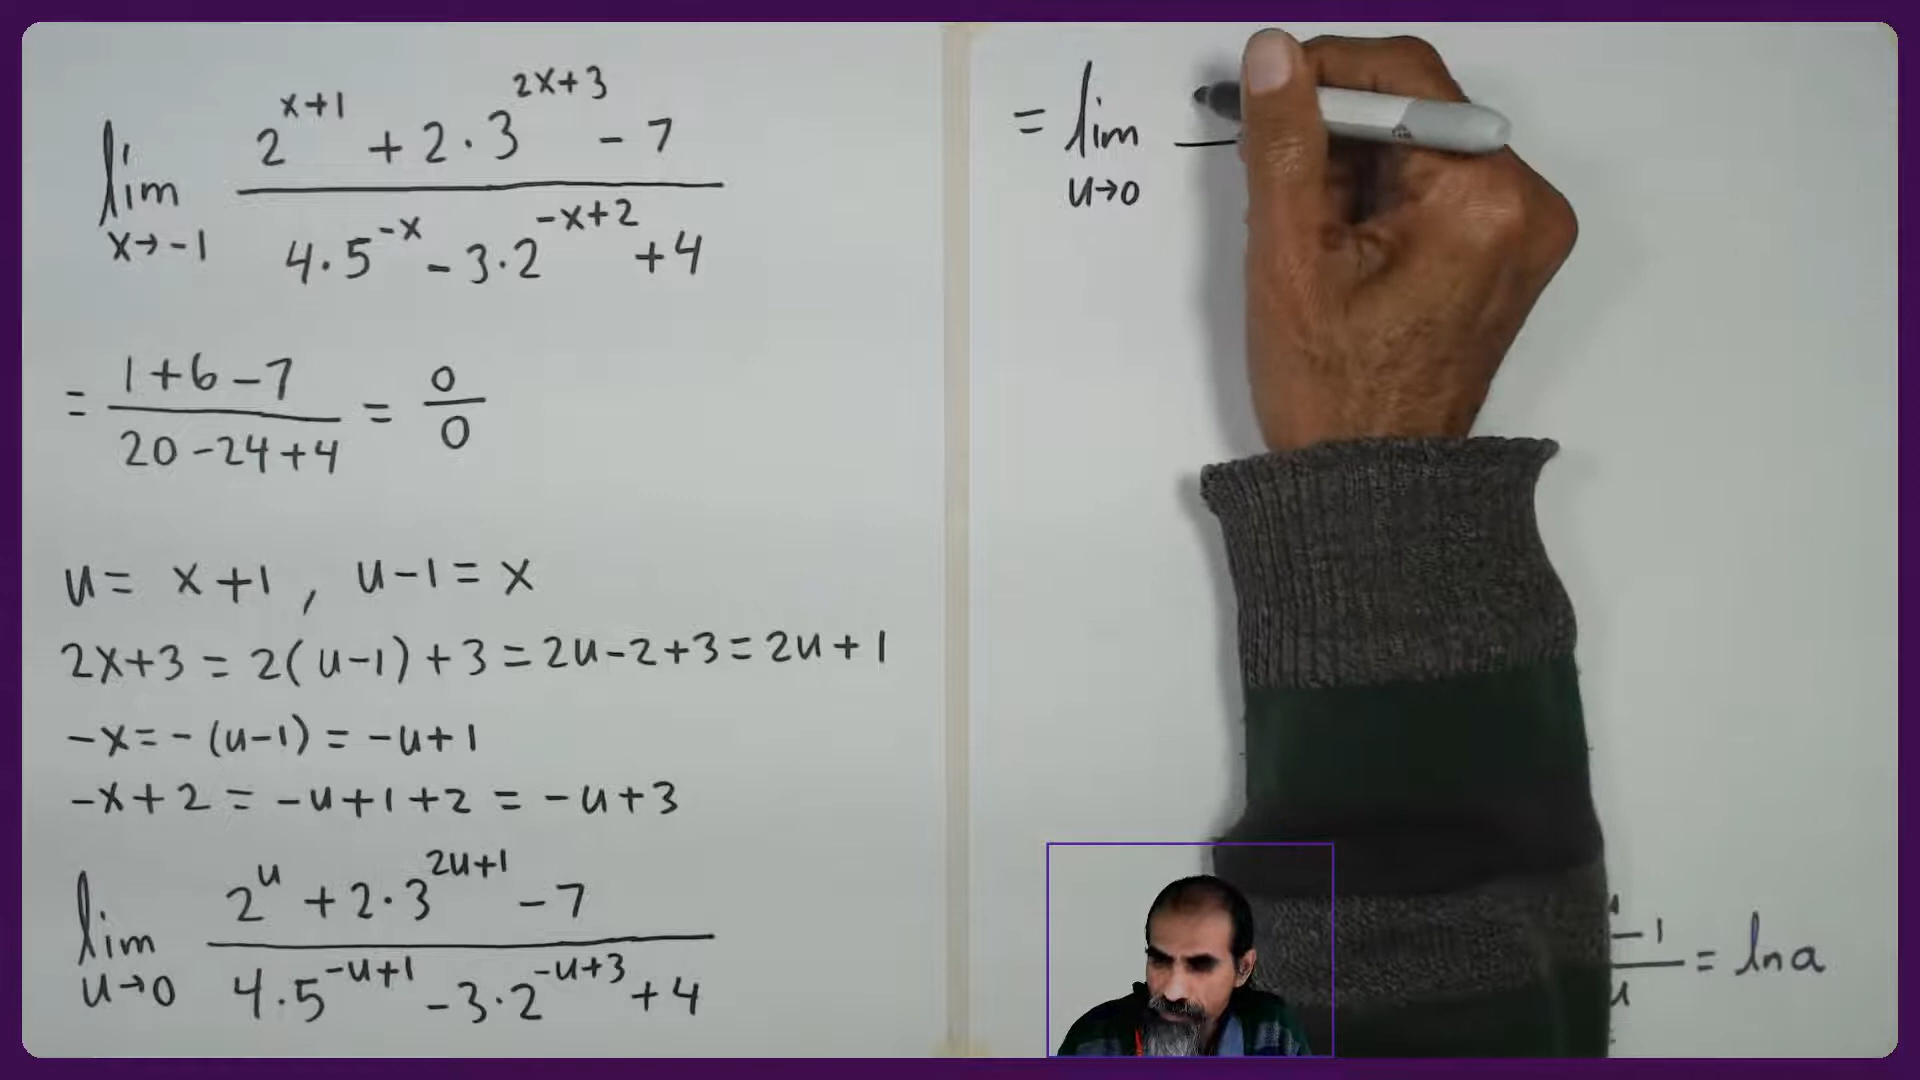 lim x→-1 (2^(x+1) + 2·3^(2x+3) - 7) / (4·5^(-x) - 3·2^(-x+2) + 4)
= (1+6-7) / (20-24+4) = 0/0
u = x+1, u-1 = x
2x+3 = 2(u-1)+3 = 2u-2+3 = 2u+1
-x = -(u-1) = -u+1
-x+2 = -u+1+2 = -u+3
lim u→0 (2^u + 2·3^(2u+1) - 7) / (4·5^(-u+1) - 3·2^(-u+3) + 4)
= lim u→0
-1 / u = ln a